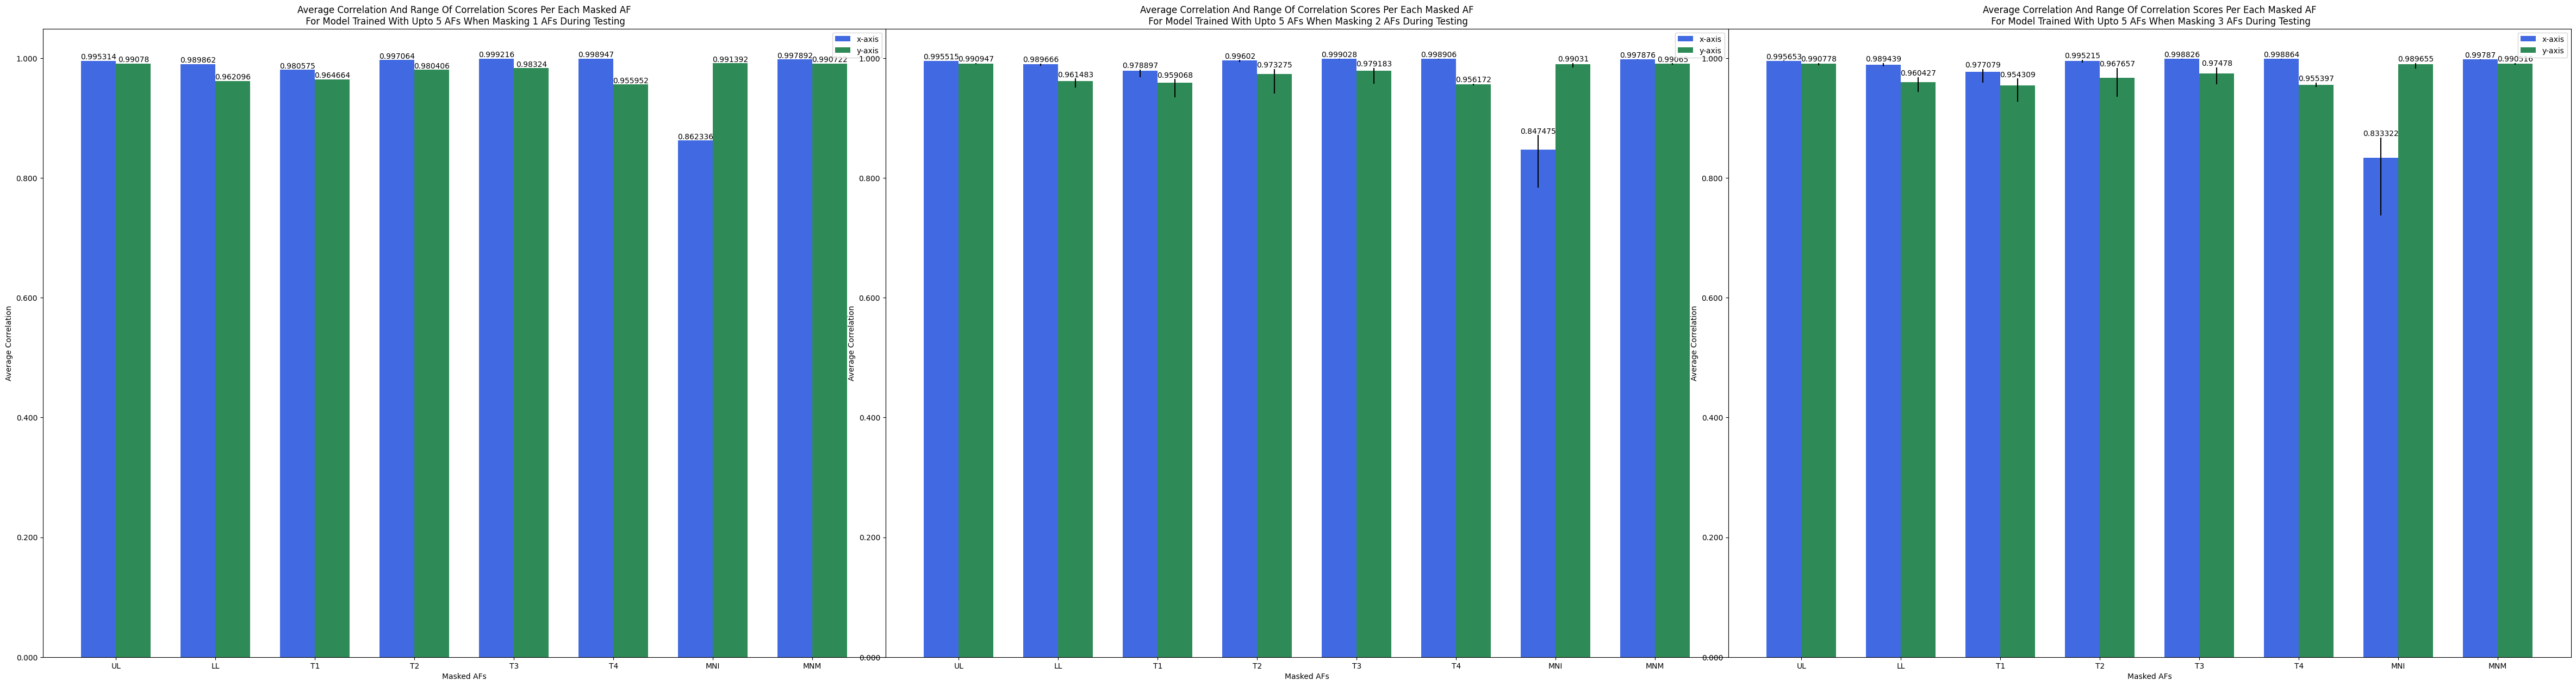 Average Correlation And Range Of Correlation Scores Per Each Masked AF
For Model Trained With Upto 5 AFs When Masking 1 AFs During Testing
x-axis
y-axis
1.000
0.800
0.600
0.400
0.200
0.000
Average Correlation
0.995314 0.99078
0.989862 0.962096
0.980575 0.964664
0.997064 0.980406
0.999216 0.98324
0.998947 0.955952
0.862336 0.991392
0.997892 0.990722
UL LL T1 T2 T3 T4 MNI MNM
Masked AFs
Average Correlation And Range Of Correlation Scores Per Each Masked AF
For Model Trained With Upto 5 AFs When Masking 2 AFs During Testing
x-axis
y-axis
1.000
0.800
0.600
0.400
0.200
0.000
Average Correlation
0.995515 0.990947
0.989666 0.961483
0.978897 0.959068
0.99602 0.973275
0.999028 0.979183
0.998906 0.956172
0.847475 0.99031
0.997876 0.99065
UL LL T1 T2 T3 T4 MNI MNM
Masked AFs
Average Correlation And Range Of Correlation Scores Per Each Masked AF
For Model Trained With Upto 5 AFs When Masking 3 AFs During Testing
x-axis
y-axis
1.000
0.800
0.600
0.400
0.200
0.000
Average Correlation
0.995653 0.990778
0.989439 0.960427
0.977079 0.954309
0.995215 0.967657
0.998826 0.97478
0.998864 0.955397
0.833322 0.989655
0.99787 0.990516
UL LL T1 T2 T3 T4 MNI MNM
Masked AFs